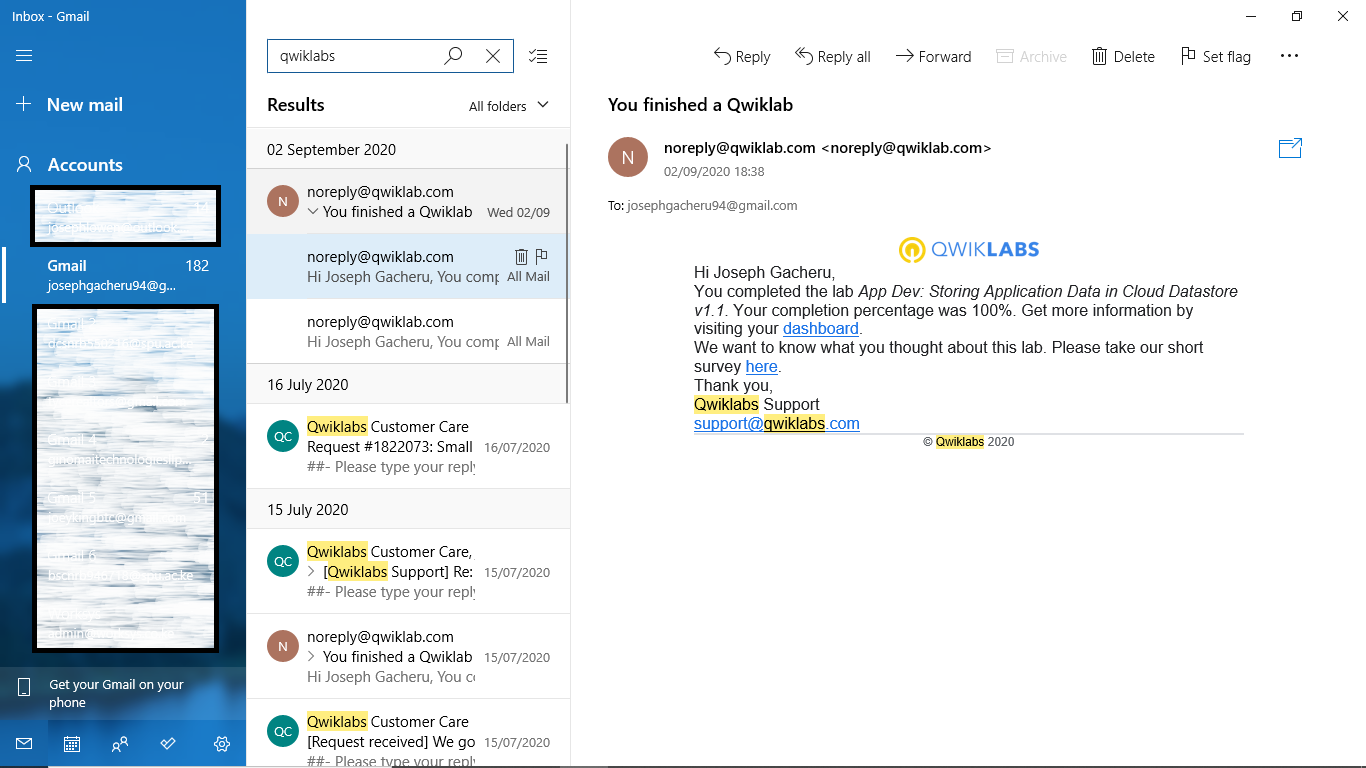 Inbox - Gmail
New mail
Accounts
Gmail 182
josephgacheru94@g...
Get your Gmail on your
phone
qwiklabs
Results All folders
02 September 2020
N
noreply@qwiklab.com
You finished a Qwiklab Wed 02/09
noreply@qwiklab.com
Hi Joseph Gacheru, You comp All Mail
noreply@qwiklab.com
Hi Joseph Gacheru, You comp All Mail
16 July 2020
QC
Qwiklabs Customer Care
Request #1822073: Small 16/07/2020
##- Please type your reply
15 July 2020
QC
Qwiklabs Customer Care,
[Qwiklabs Support] Re: 15/07/2020
##- Please type your reply
N
noreply@qwiklab.com
You finished a Qwiklab 15/07/2020
Hi Joseph Gacheru, You co
QC
Qwiklabs Customer Care
[Request received] We go 15/07/2020
##- Please type your reply
Reply Reply all Forward Archive Delete Set flag
You finished a Qwiklab
N
noreply@qwiklab.com <noreply@qwiklab.com>
02/09/2020 18:38
To: josephgacheru94@gmail.com
QWIKLABS
Hi Joseph Gacheru,
You completed the lab App Dev: Storing Application Data in Cloud Datastore
v1.1. Your completion percentage was 100%. Get more information by
visiting your dashboard.
We want to know what you thought about this lab. Please take our short
survey here.
Thank you,
Qwiklabs Support
support@qwiklabs.com
© Qwiklabs 2020